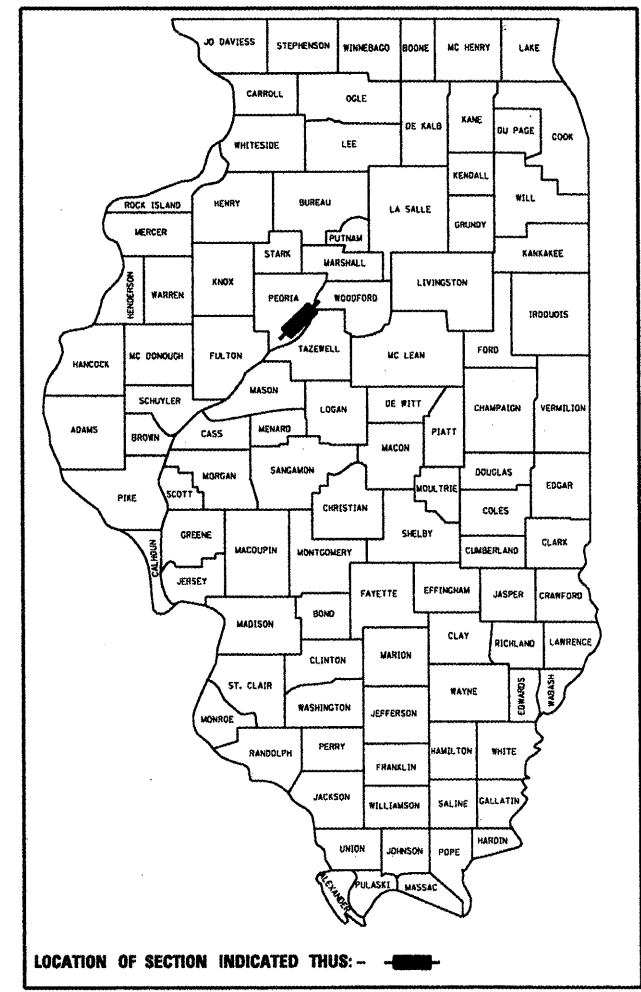 JO DAVIESS STEPHENSON WINNEBAGO BOONE MC HENRY LAKE
CARROLL OGLE DE KALB KANE DU PAGE COOK
WHITESIDE LEE
KENDALL WILL
ROCK ISLAND HENRY BUREAU LA SALLE GRUNDY
MERCER PUTNAM
STARK MARSHALL KANKAKEE
HENDERSON WARREN KNOX PEORIA WOODFORD LIVINGSTON
IROQUOIS
HANCOCK MC DONOUGH FULTON TAZEWELL MC LEAN FORD
MASON
SCHUYLER LOGAN DE WITT CHAMPAIGN VERMILION
ADAMS BROWN CASS MENARD PIATT
MACON
MORGAN SANGAMON DOUGLAS EDGAR
PIKE SCOTT MOULTRIE
CHRISTIAN COLES
GREENE SHELBY
CALHOUN MACOUPIN MONTGOMERY CUMBERLAND CLARK
JERSEY
FAYETTE EFFINGHAM JASPER CRAWFORD
MADISON BOND
CLAY RICHLAND LAWRENCE
CLINTON MARION
ST. CLAIR WAYNE EDWARDS WABASH
WASHINGTON JEFFERSON
MONROE
RANDOLPH PERRY HAMILTON WHITE
FRANKLIN
JACKSON WILLIAMSON SALINE GALLATIN
HARDIN
UNION JOHNSON POPE
ALEXANDER PULASKI MASSAC
LOCATION OF SECTION INDICATED THUS: -